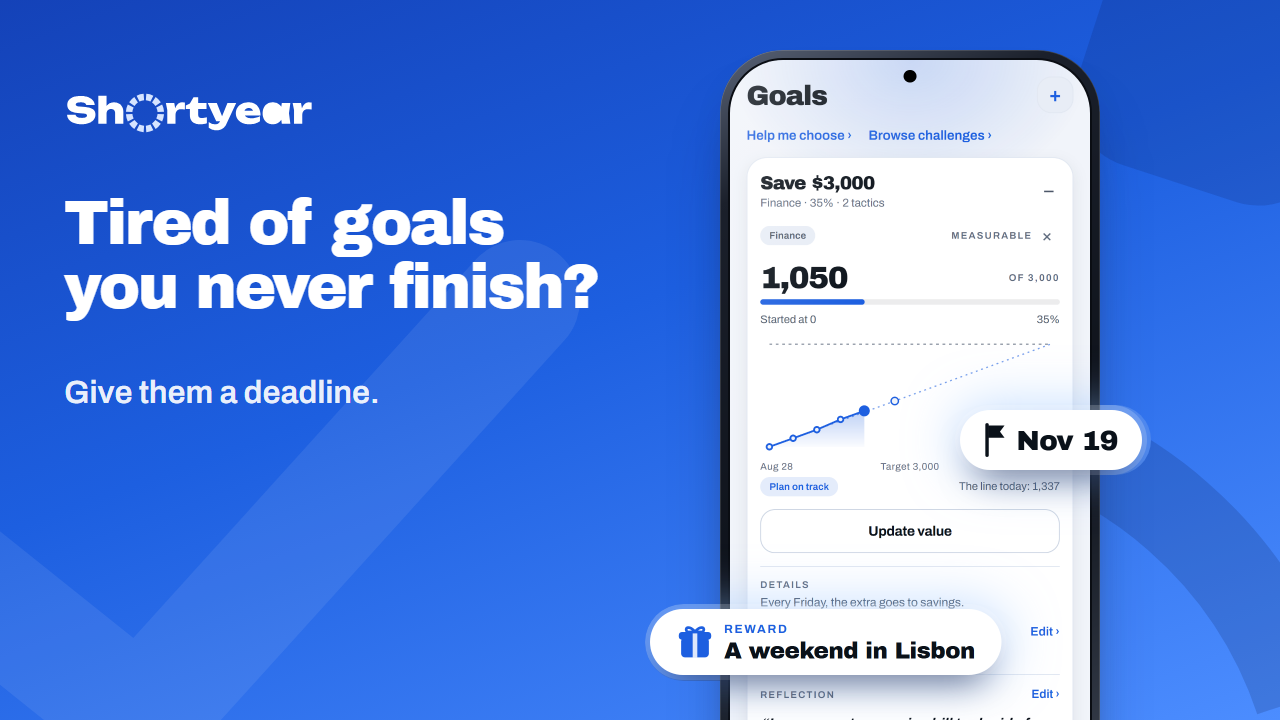 Shortyear
Tired of goals
you never finish?
Give them a deadline.
Goals
+
Help me choose ›
Browse challenges ›
Save $3,000
Finance · 35% · 2 tactics
–
Finance
MEASURABLE ×
1,050
OF 3,000
Started at 0
35%
Aug 28
Target 3,000
Nov 19
Plan on track
The line today: 1,337
Update value
DETAILS
Every Friday, the extra goes to savings.
Edit ›
REWARD
A weekend in Lisbon
REFLECTION
Edit ›